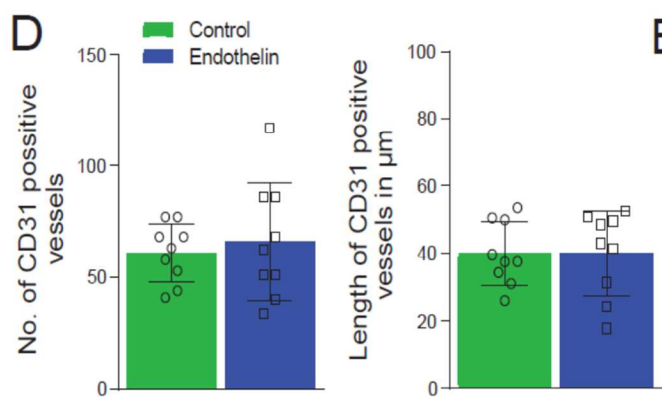 D
Control
Endothelin
No. of CD31 possitive
vessels
150
100
50
0
Length of CD31 positive
vessels in µm
100
80
60
40
20
0